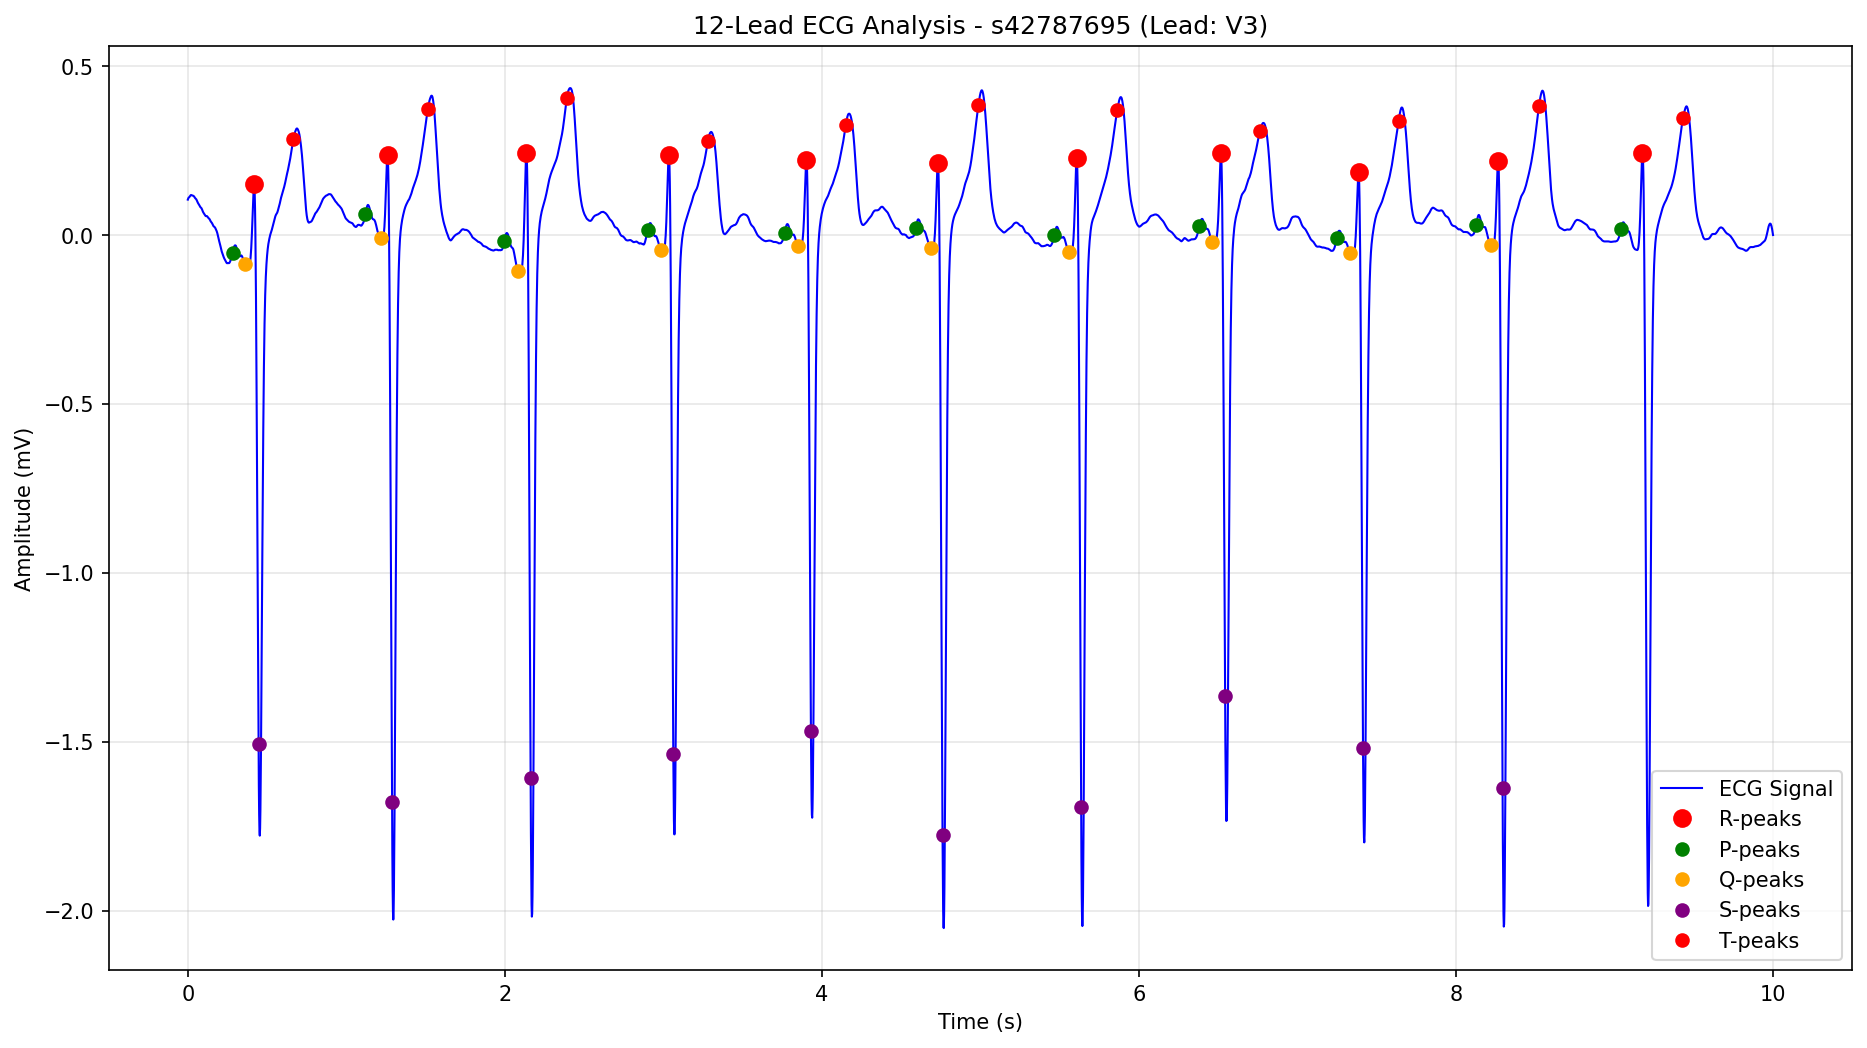 12-Lead ECG Analysis - s42787695 (Lead: V3)
0.5
0.0
−0.5
−1.0
−1.5
−2.0
Amplitude (mV)
0
2
4
6
8
10
Time (s)
ECG Signal
R-peaks
P-peaks
Q-peaks
S-peaks
T-peaks